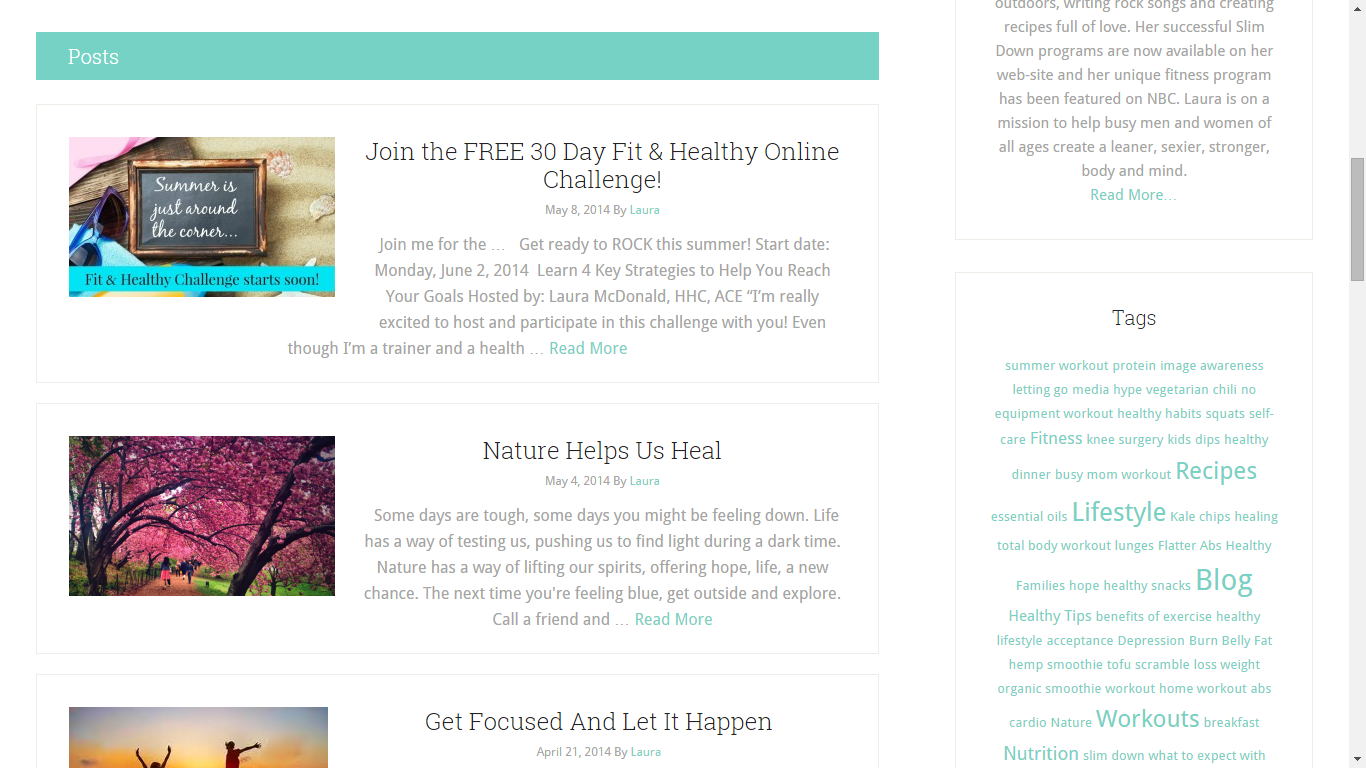 Posts
Summer is
just around
the corner...
Fit & Healthy Challenge starts soon!
Join the FREE 30 Day Fit & Healthy Online
Challenge!
May 8, 2014 By Laura
Join me for the … Get ready to ROCK this summer! Start date:
Monday, June 2, 2014 Learn 4 Key Strategies to Help You Reach
Your Goals Hosted by: Laura McDonald, HHC, ACE “I’m really
excited to host and participate in this challenge with you! Even
though I’m a trainer and a health … Read More
Nature Helps Us Heal
May 4, 2014 By Laura
Some days are tough, some days you might be feeling down. Life
has a way of testing us, pushing us to find light during a dark time.
Nature has a way of lifting our spirits, offering hope, life, a new
chance. The next time you're feeling blue, get outside and explore.
Call a friend and … Read More
Get Focused And Let It Happen
April 21, 2014 By Laura
outdoors, writing rock songs and creating
recipes full of love. Her successful Slim
Down programs are now available on her
web-site and her unique fitness program
has been featured on NBC. Laura is on a
mission to help busy men and women of
all ages create a leaner, sexier, stronger,
body and mind.
Read More…
Tags
summer workout protein image awareness
letting go media hype vegetarian chili no
equipment workout healthy habits squats self-
care Fitness knee surgery kids dips healthy
dinner busy mom workout Recipes
essential oils Lifestyle Kale chips healing
total body workout lunges Flatter Abs Healthy
Families hope healthy snacks Blog
Healthy Tips benefits of exercise healthy
lifestyle acceptance Depression Burn Belly Fat
hemp smoothie tofu scramble loss weight
organic smoothie workout home workout abs
cardio Nature Workouts breakfast
Nutrition slim down what to expect with